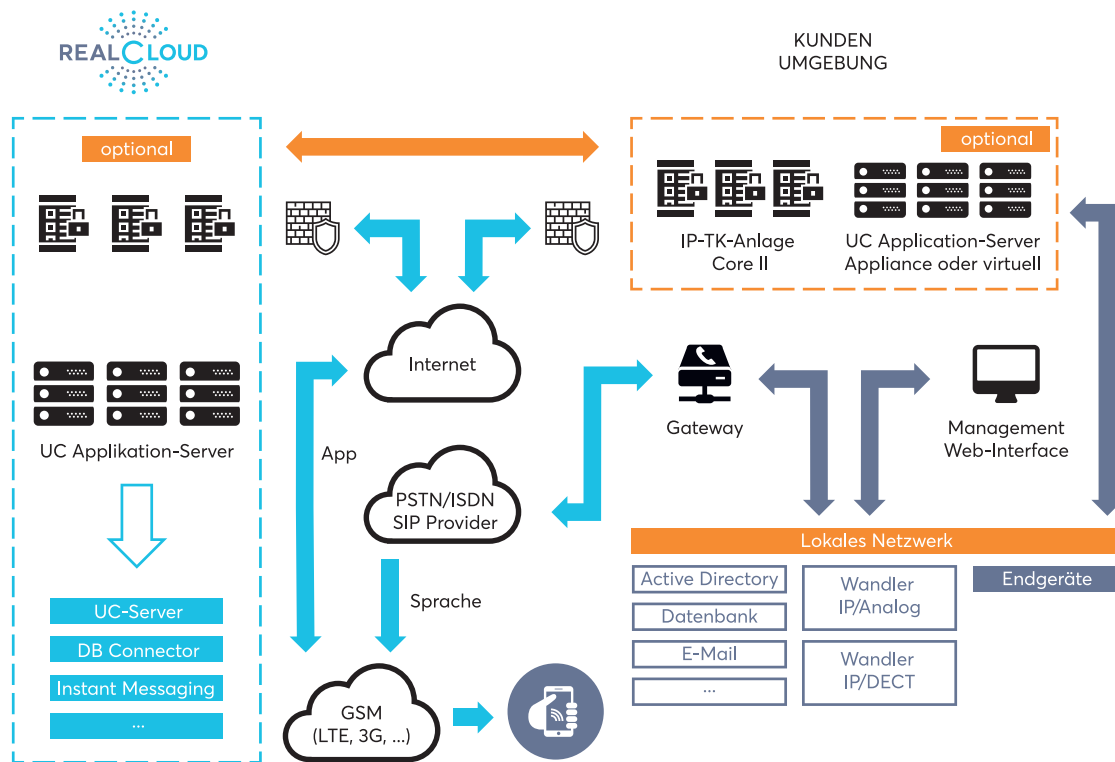 REALCLOUD
KUNDEN
UMGEBUNG
optional
optional
IP-TK-Anlage
Core II
UC Application-Server
Appliance oder virtuell
Internet
UC Applikation-Server
App
Gateway
Management
Web-Interface
PSTN/ISDN
SIP Provider
Sprache
Lokales Netzwerk
Active Directory
Datenbank
E-Mail
...
Wandler
IP/Analog
Wandler
IP/DECT
Endgeräte
UC-Server
DB Connector
Instant Messaging
...
GSM
(LTE, 3G, ...)